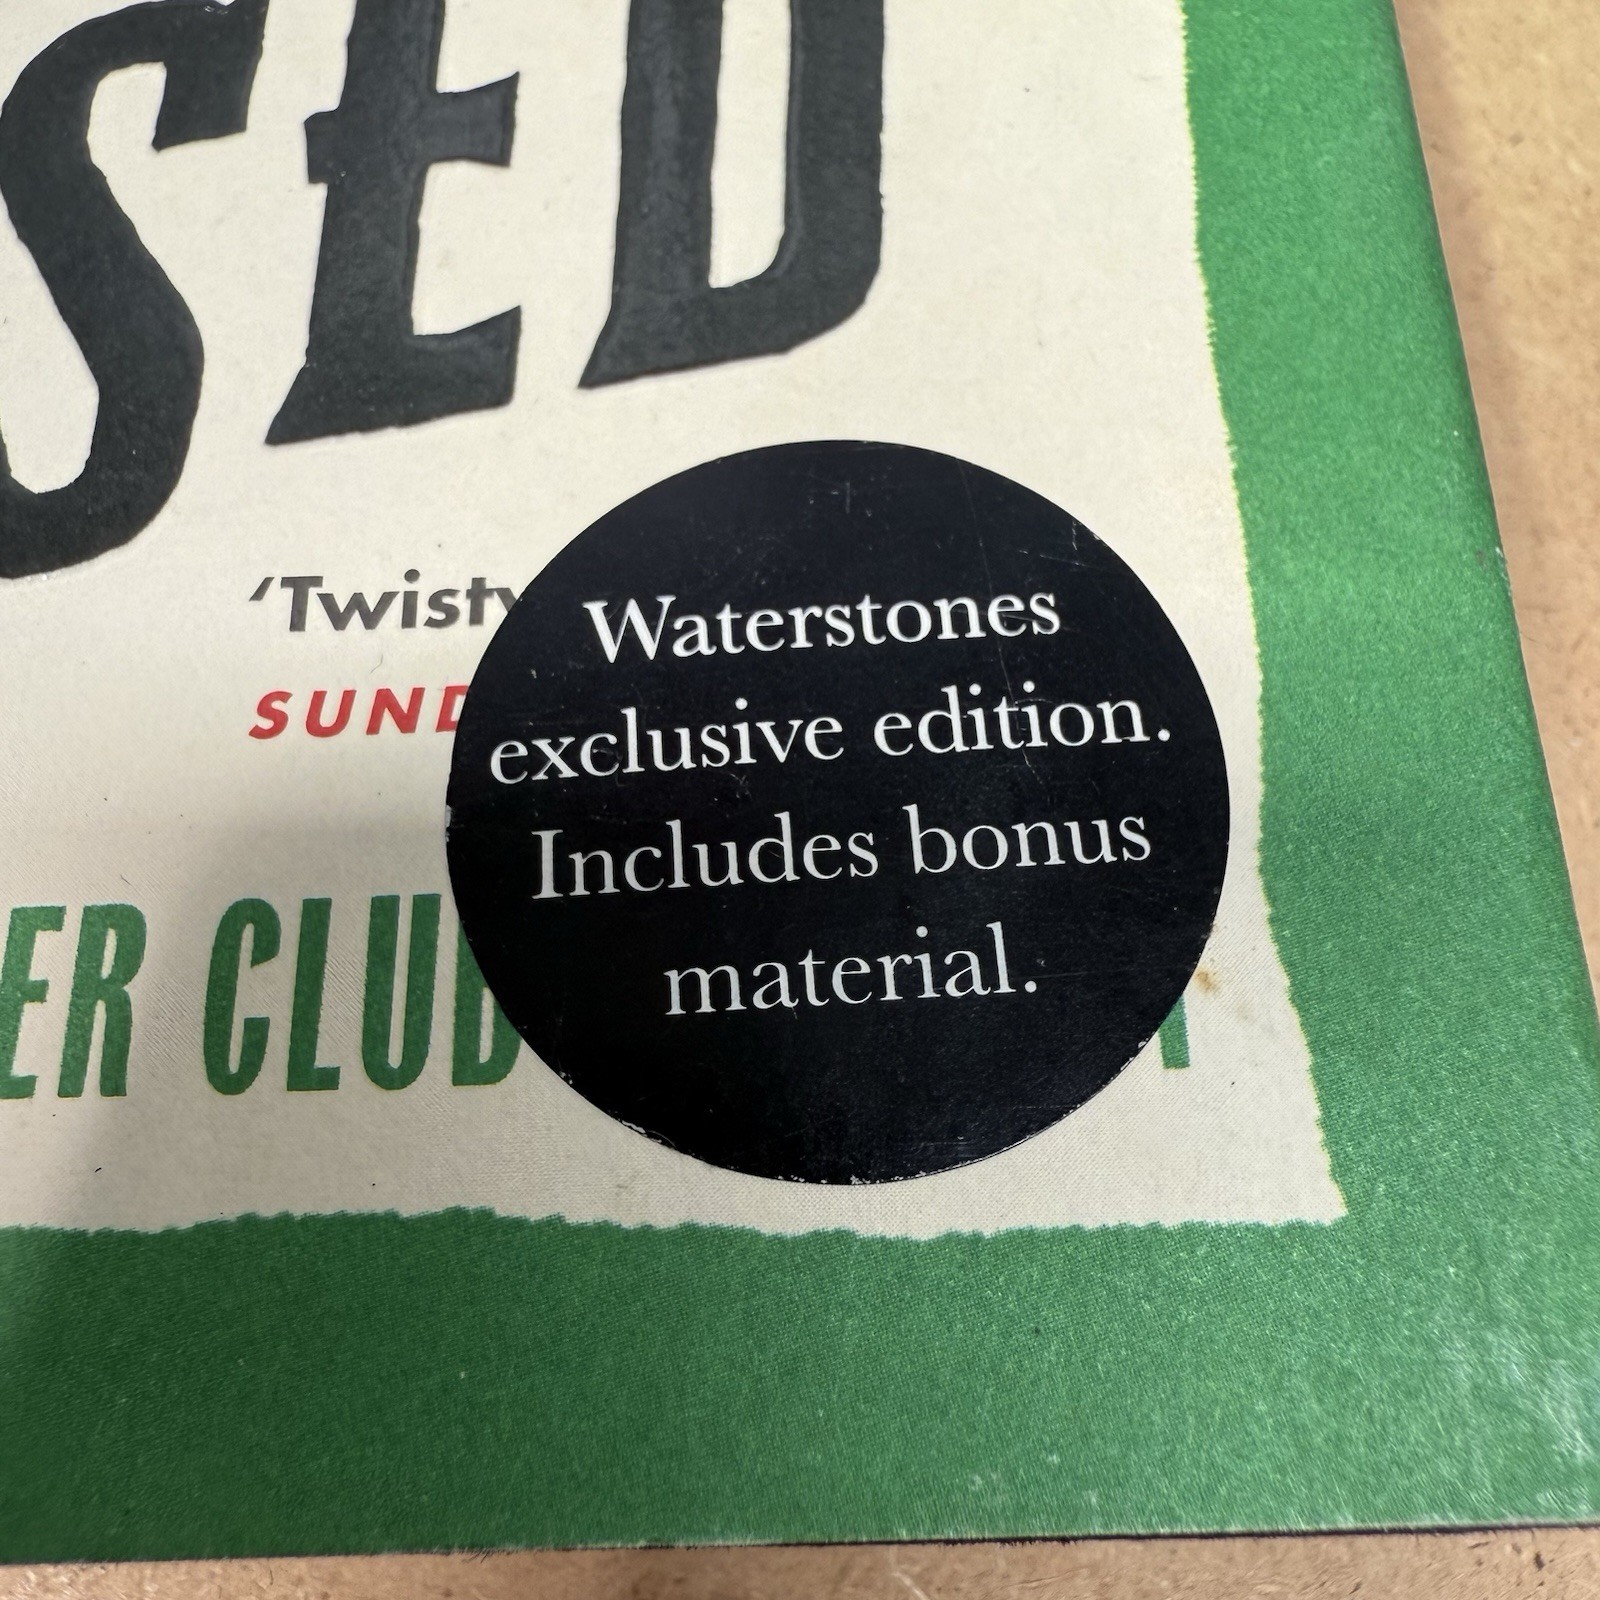 SED
'Twisty
SUND
ER CLUB
Waterstones
exclusive edition.
Includes bonus
material.